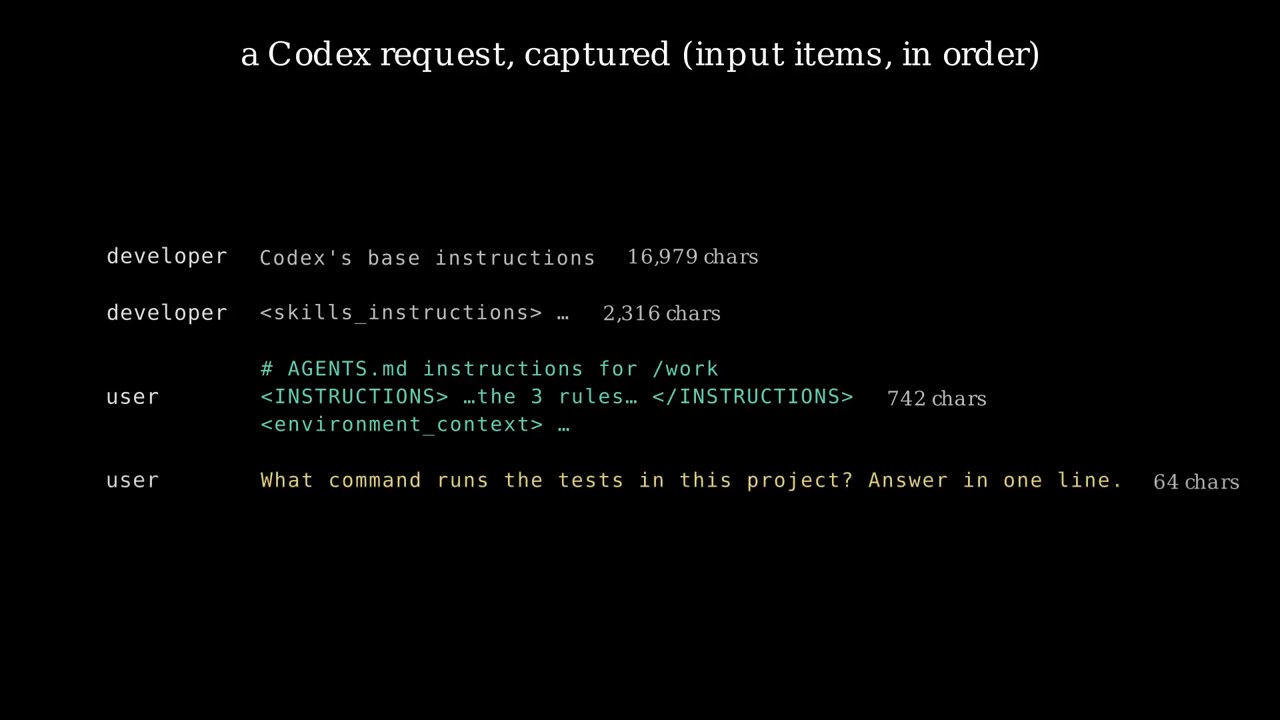 a Codex request, captured (input items, in order)
developer Codex's base instructions 16,979 chars
developer <skills_instructions> … 2,316 chars
# AGENTS.md instructions for /work
user <INSTRUCTIONS> …the 3 rules… </INSTRUCTIONS> 742 chars
<environment_context> …
user What command runs the tests in this project? Answer in one line. 64 chars